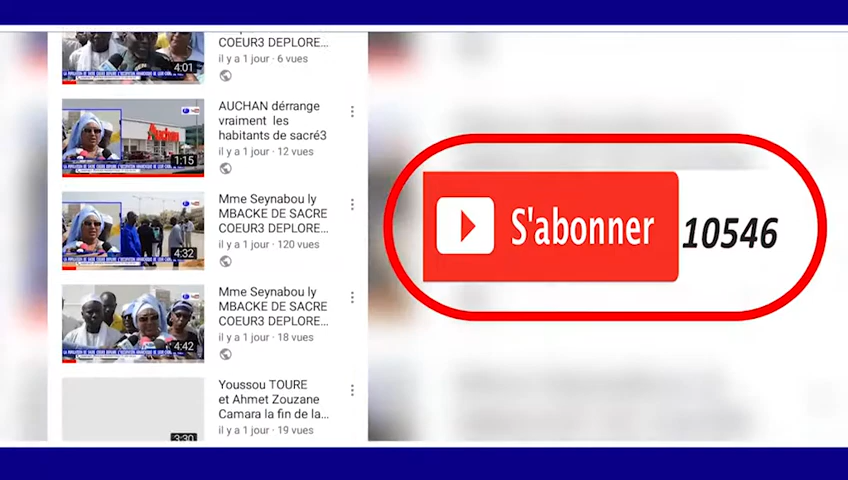 COEUR3 DEPLORE...
il y a 1 jour · 6 vues
4:01
AUCHAN dérrange
vraiment les
habitants de sacré3
il y a 1 jour · 12 vues
Auchan
1:15
Mme Seynabou ly
MBACKE DE SACRE
COEUR3 DEPLORE...
il y a 1 jour · 120 vues
4:32
Mme Seynabou ly
MBACKE DE SACRE
COEUR3 DEPLORE...
il y a 1 jour · 18 vues
4:42
Youssou TOURE
et Ahmet Zouzane
Camara la fin de la...
il y a 1 jour · 19 vues
3:30
S'abonner
10546